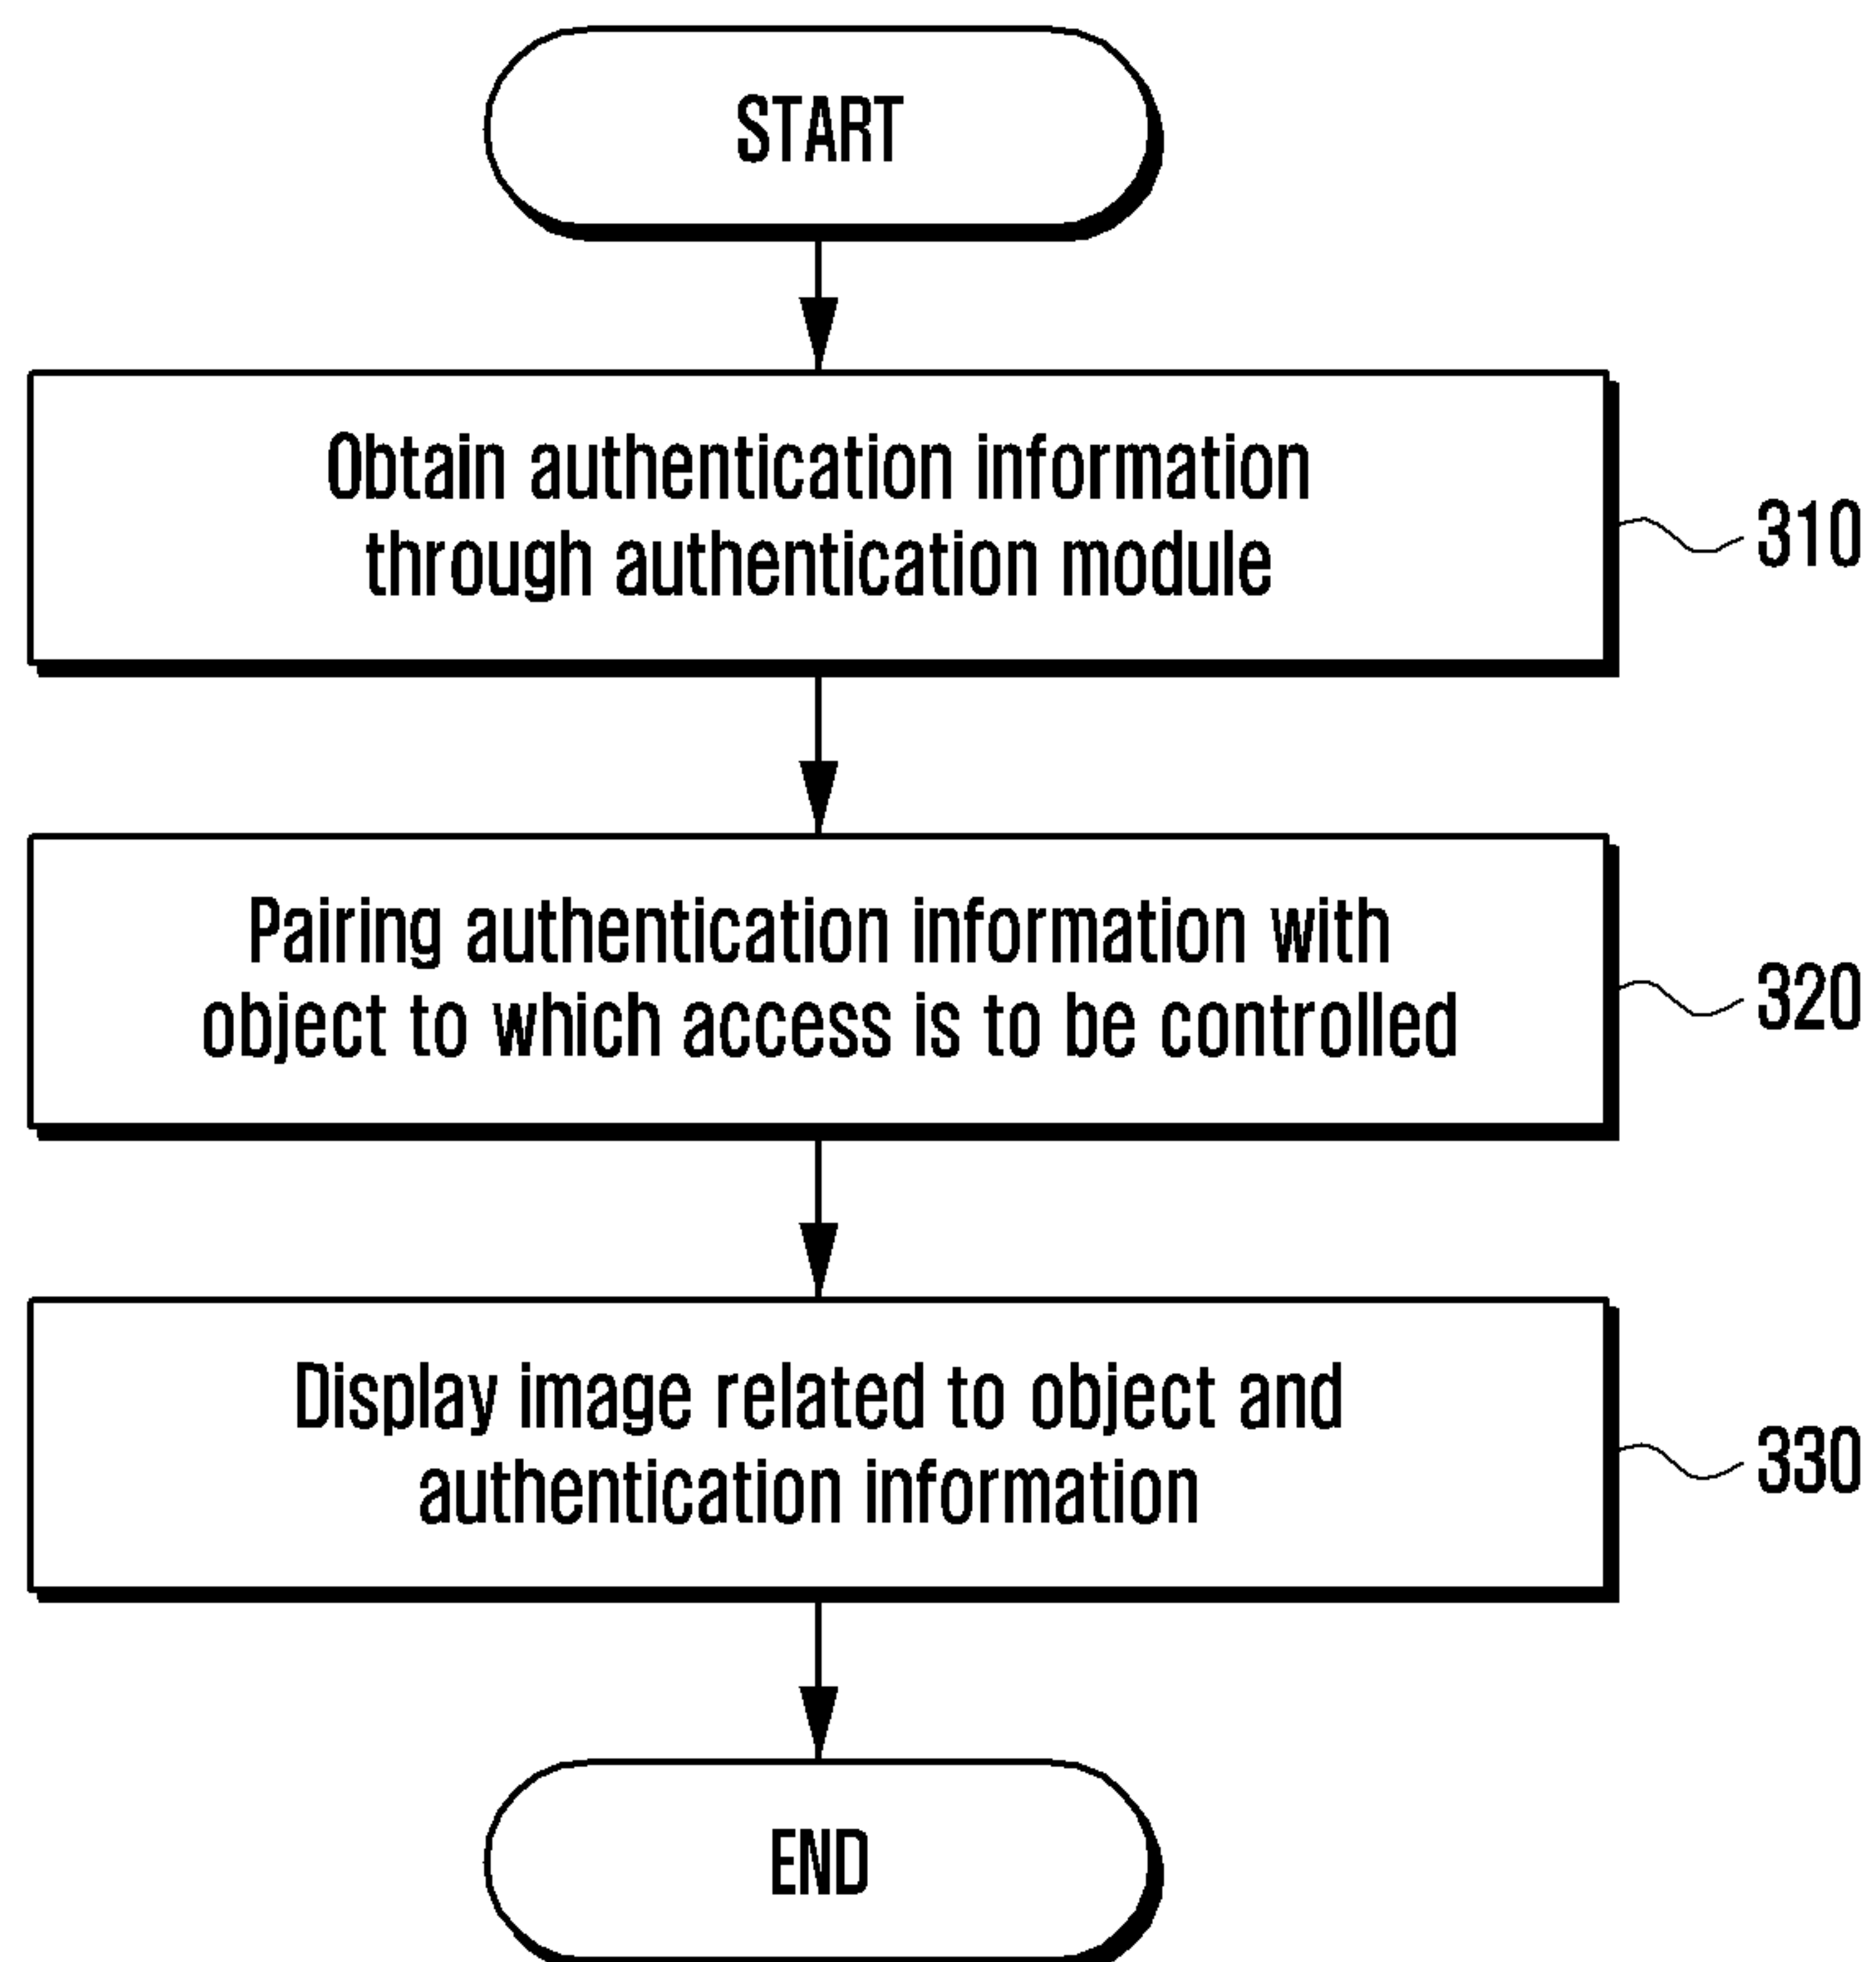 START
Obtain authentication information
through authentication module
310
Pairing authentication information with
object to which access is to be controlled
320
Display image related to object and
authentication information
330
END